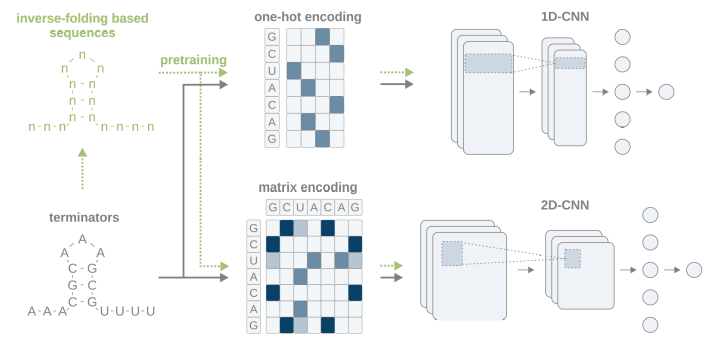 inverse-folding based
sequences
n
n n
n - n
n - n
n - n
n - n - n n - n - n - n
pretraining
one-hot encoding
G
C
U
A
C
A
G
1D-CNN
terminators
A
A A
C - G
G - C
C - G
A - A - A U - U - U - U
matrix encoding
G C U A C A G
G
C
U
A
C
A
G
2D-CNN